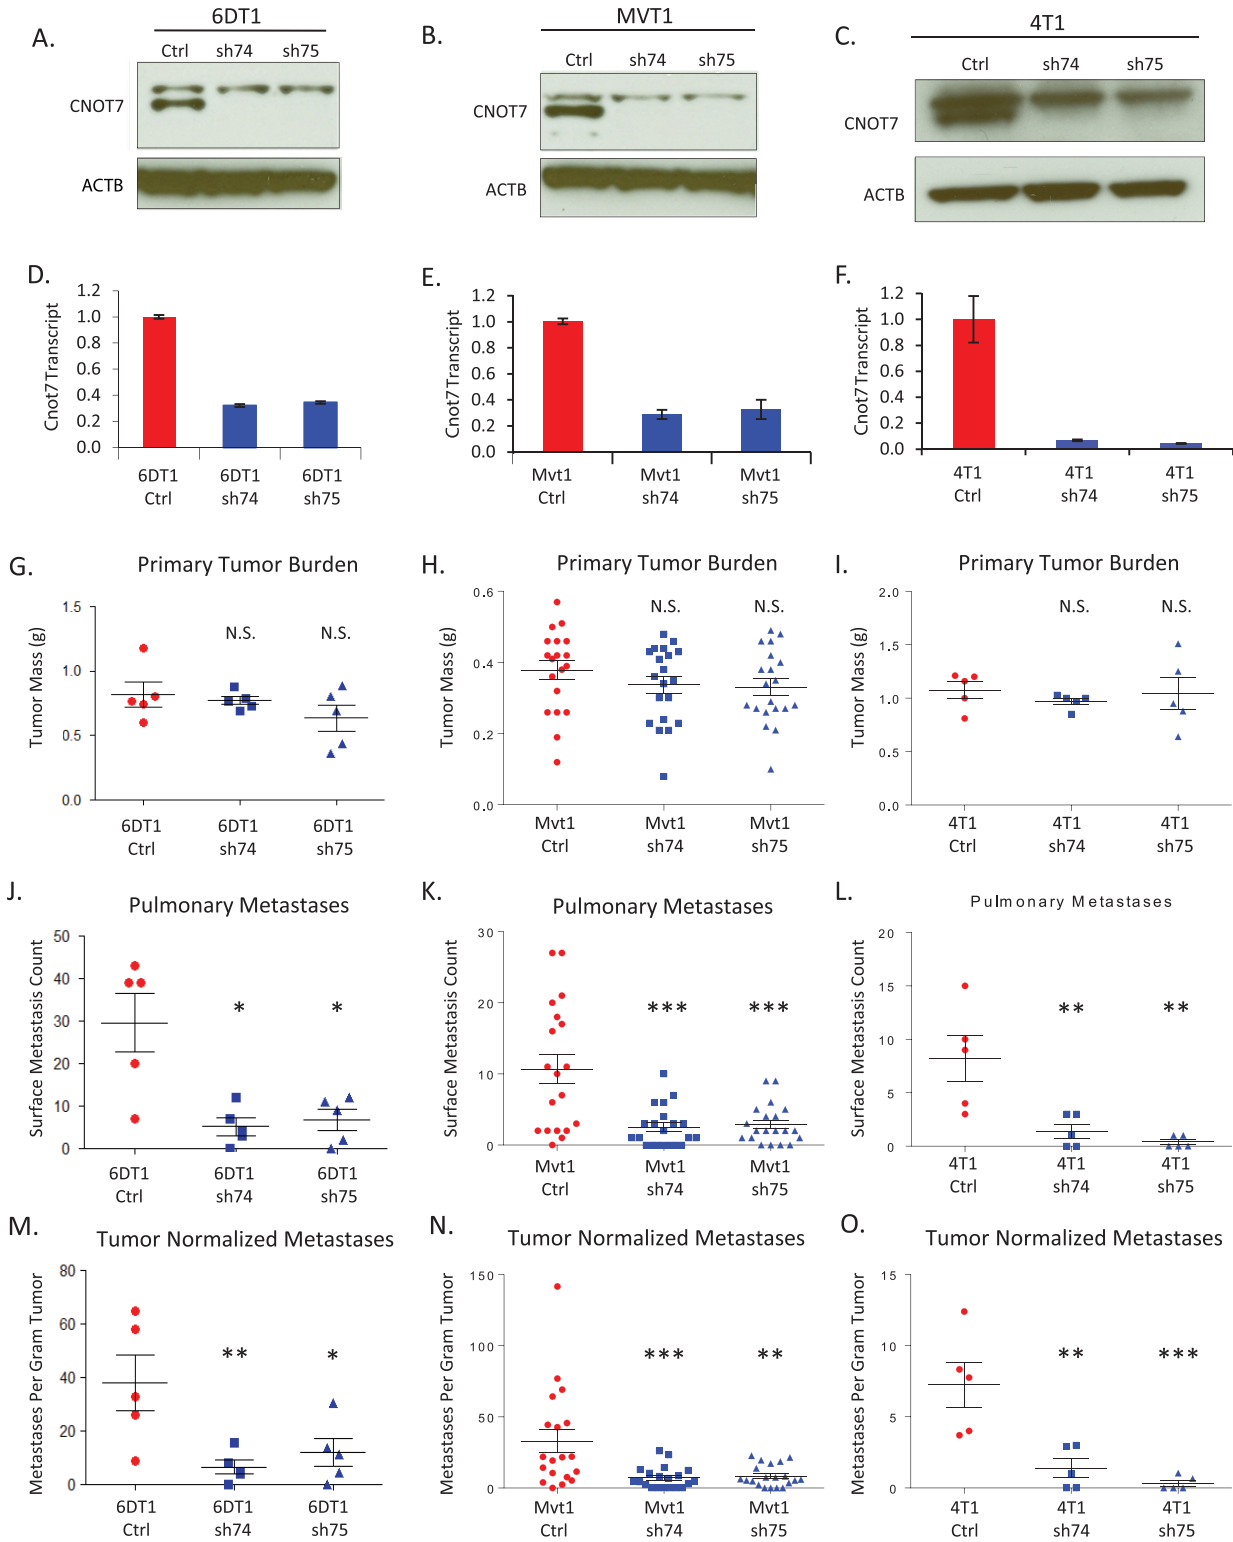 6DT1
A.
Ctrl sh74 sh75
CNOT7
ACTB
MVT1
B.
Ctrl sh74 sh75
CNOT7
ACTB
4T1
C.
Ctrl sh74 sh75
CNOT7
ACTB
D.
Cnot7 Transcript
1.2
1.0
0.8
0.6
0.4
0.2
0.0
6DT1 6DT1 6DT1
Ctrl sh74 sh75
E.
Cnot7 Transcript
1.2
1.0
0.8
0.6
0.4
0.2
0.0
Mvt1 Mvt1 Mvt1
Ctrl sh74 sh75
F.
Cnot7 Transcript
1.2
1.0
0.8
0.6
0.4
0.2
0.0
4T1 4T1 4T1
Ctrl sh74 sh75
G.
Primary Tumor Burden
Tumor Mass (g)
1.5
1.0
0.5
0.0
N.S. N.S.
6DT1 6DT1 6DT1
Ctrl sh74 sh75
H.
Primary Tumor Burden
Tumor Mass (g)
0.6
0.4
0.2
0.0
N.S. N.S.
Mvt1 Mvt1 Mvt1
Ctrl sh74 sh75
I.
Primary Tumor Burden
Tumor Mass (g)
2.0
1.5
1.0
0.5
0.0
N.S. N.S.
4T1 4T1 4T1
Ctrl sh74 sh75
J.
Pulmonary Metastases
Surface Metastasis Count
50
40
30
20
10
0
* *
6DT1 6DT1 6DT1
Ctrl sh74 sh75
K.
Pulmonary Metastases
Surface Metastasis Count
30
20
10
0
*** ***
Mvt1 Mvt1 Mvt1
Ctrl sh74 sh75
L.
Pulmonary Metastases
Surface Metastasis Count
20
15
10
5
0
** **
4T1 4T1 4T1
Ctrl sh74 sh75
M.
Tumor Normalized Metastases
Metastases Per Gram Tumor
80
60
40
20
0
** *
6DT1 6DT1 6DT1
Ctrl sh74 sh75
N.
Tumor Normalized Metastases
Metastases Per Gram Tumor
150
100
50
0
*** **
Mvt1 Mvt1 Mvt1
Ctrl sh74 sh75
O.
Tumor Normalized Metastases
Metastases Per Gram Tumor
15
10
5
0
** ***
4T1 4T1 4T1
Ctrl sh74 sh75